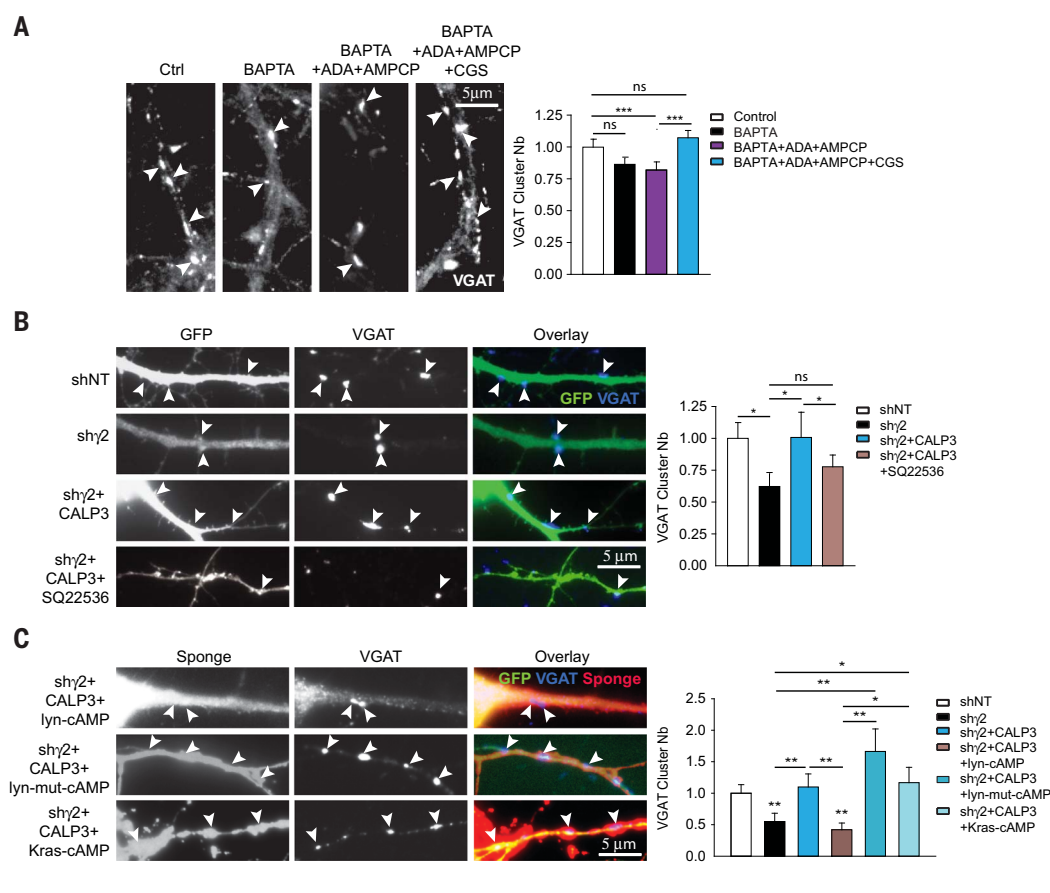 A
Ctrl
BAPTA
BAPTA
+ADA+AMPCP
BAPTA
+ADA+AMPCP
+CGS
5µm
VGAT
VGAT Cluster Nb
1.25
1.00
0.75
0.50
0.25
0.00
ns
***
ns
***
Control
BAPTA
BAPTA+ADA+AMPCP
BAPTA+ADA+AMPCP+CGS
B
GFP
VGAT
Overlay
shNT
GFP VGAT
shγ2
shγ2+
CALP3
shγ2+
CALP3+
SQ22536
5 µm
VGAT Cluster Nb
1.25
1.00
0.75
0.50
0.25
0.00
ns
*
*
*
shNT
shγ2
shγ2+CALP3
shγ2+CALP3
+SQ22536
C
Sponge
VGAT
Overlay
shγ2+
CALP3+
lyn-cAMP
GFP VGAT Sponge
shγ2+
CALP3+
lyn-mut-cAMP
shγ2+
CALP3+
Kras-cAMP
5 µm
VGAT Cluster Nb
2.5
2.0
1.5
1.0
0.5
0.0
*
**
*
**
**
**
**
**
shNT
shγ2
shγ2+CALP3
shγ2+CALP3
+lyn-cAMP
shγ2+CALP3
+lyn-mut-cAMP
shγ2+CALP3
+Kras-cAMP